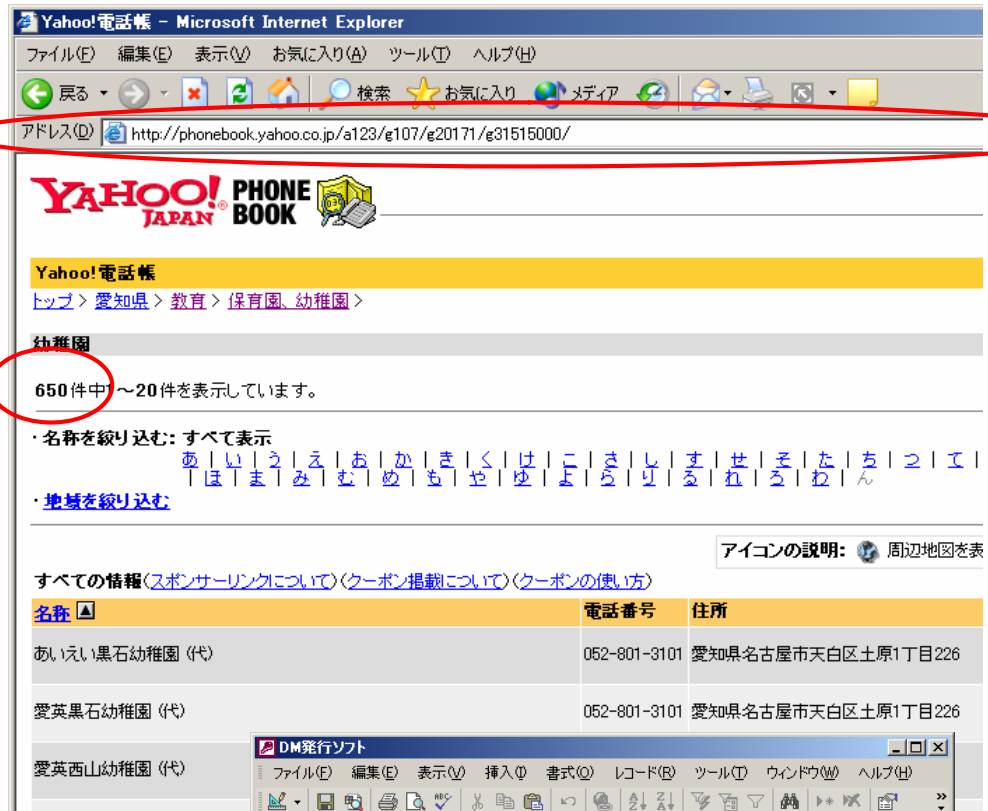 Yahoo!電話帳 - Microsoft Internet Explorer
ファイル(F) 編集(E) 表示(V) お気に入り(A) ツール(T) ヘルプ(H)
戻る 検索 お気に入り メディア
アドレス(D) http://phonebook.yahoo.co.jp/a123/g107/g20171/g31515000/
YAHOO! JAPAN PHONE BOOK
Yahoo!電話帳
トップ > 愛知県 > 教育 > 保育園、幼稚園 >
幼稚園
650件中1～20件を表示しています。
・名称を絞り込む: すべて表示
あ | い | う | え | お | か | き | く | け | こ | さ | し | す | せ | そ | た | ち | つ | て |
| ほ | ま | み | む | め | も | や | ゆ | よ | ら | り | る | れ | ろ | わ | ん
・地域を絞り込む
アイコンの説明: 周辺地図を表
すべての情報(スポンサーリンクについて)(クーポン掲載について)(クーポンの使い方)
名称 電話番号 住所
あいえい黒石幼稚園 (代) 052-801-3101 愛知県名古屋市天白区土原1丁目226
愛英黒石幼稚園 (代) 052-801-3101 愛知県名古屋市天白区土原1丁目226
愛英西山幼稚園 (代)
DM発行ソフト
ファイル(F) 編集(E) 表示(V) 挿入(I) 書式(O) レコード(R) ツール(T) ウィンドウ(W) ヘルプ(H)